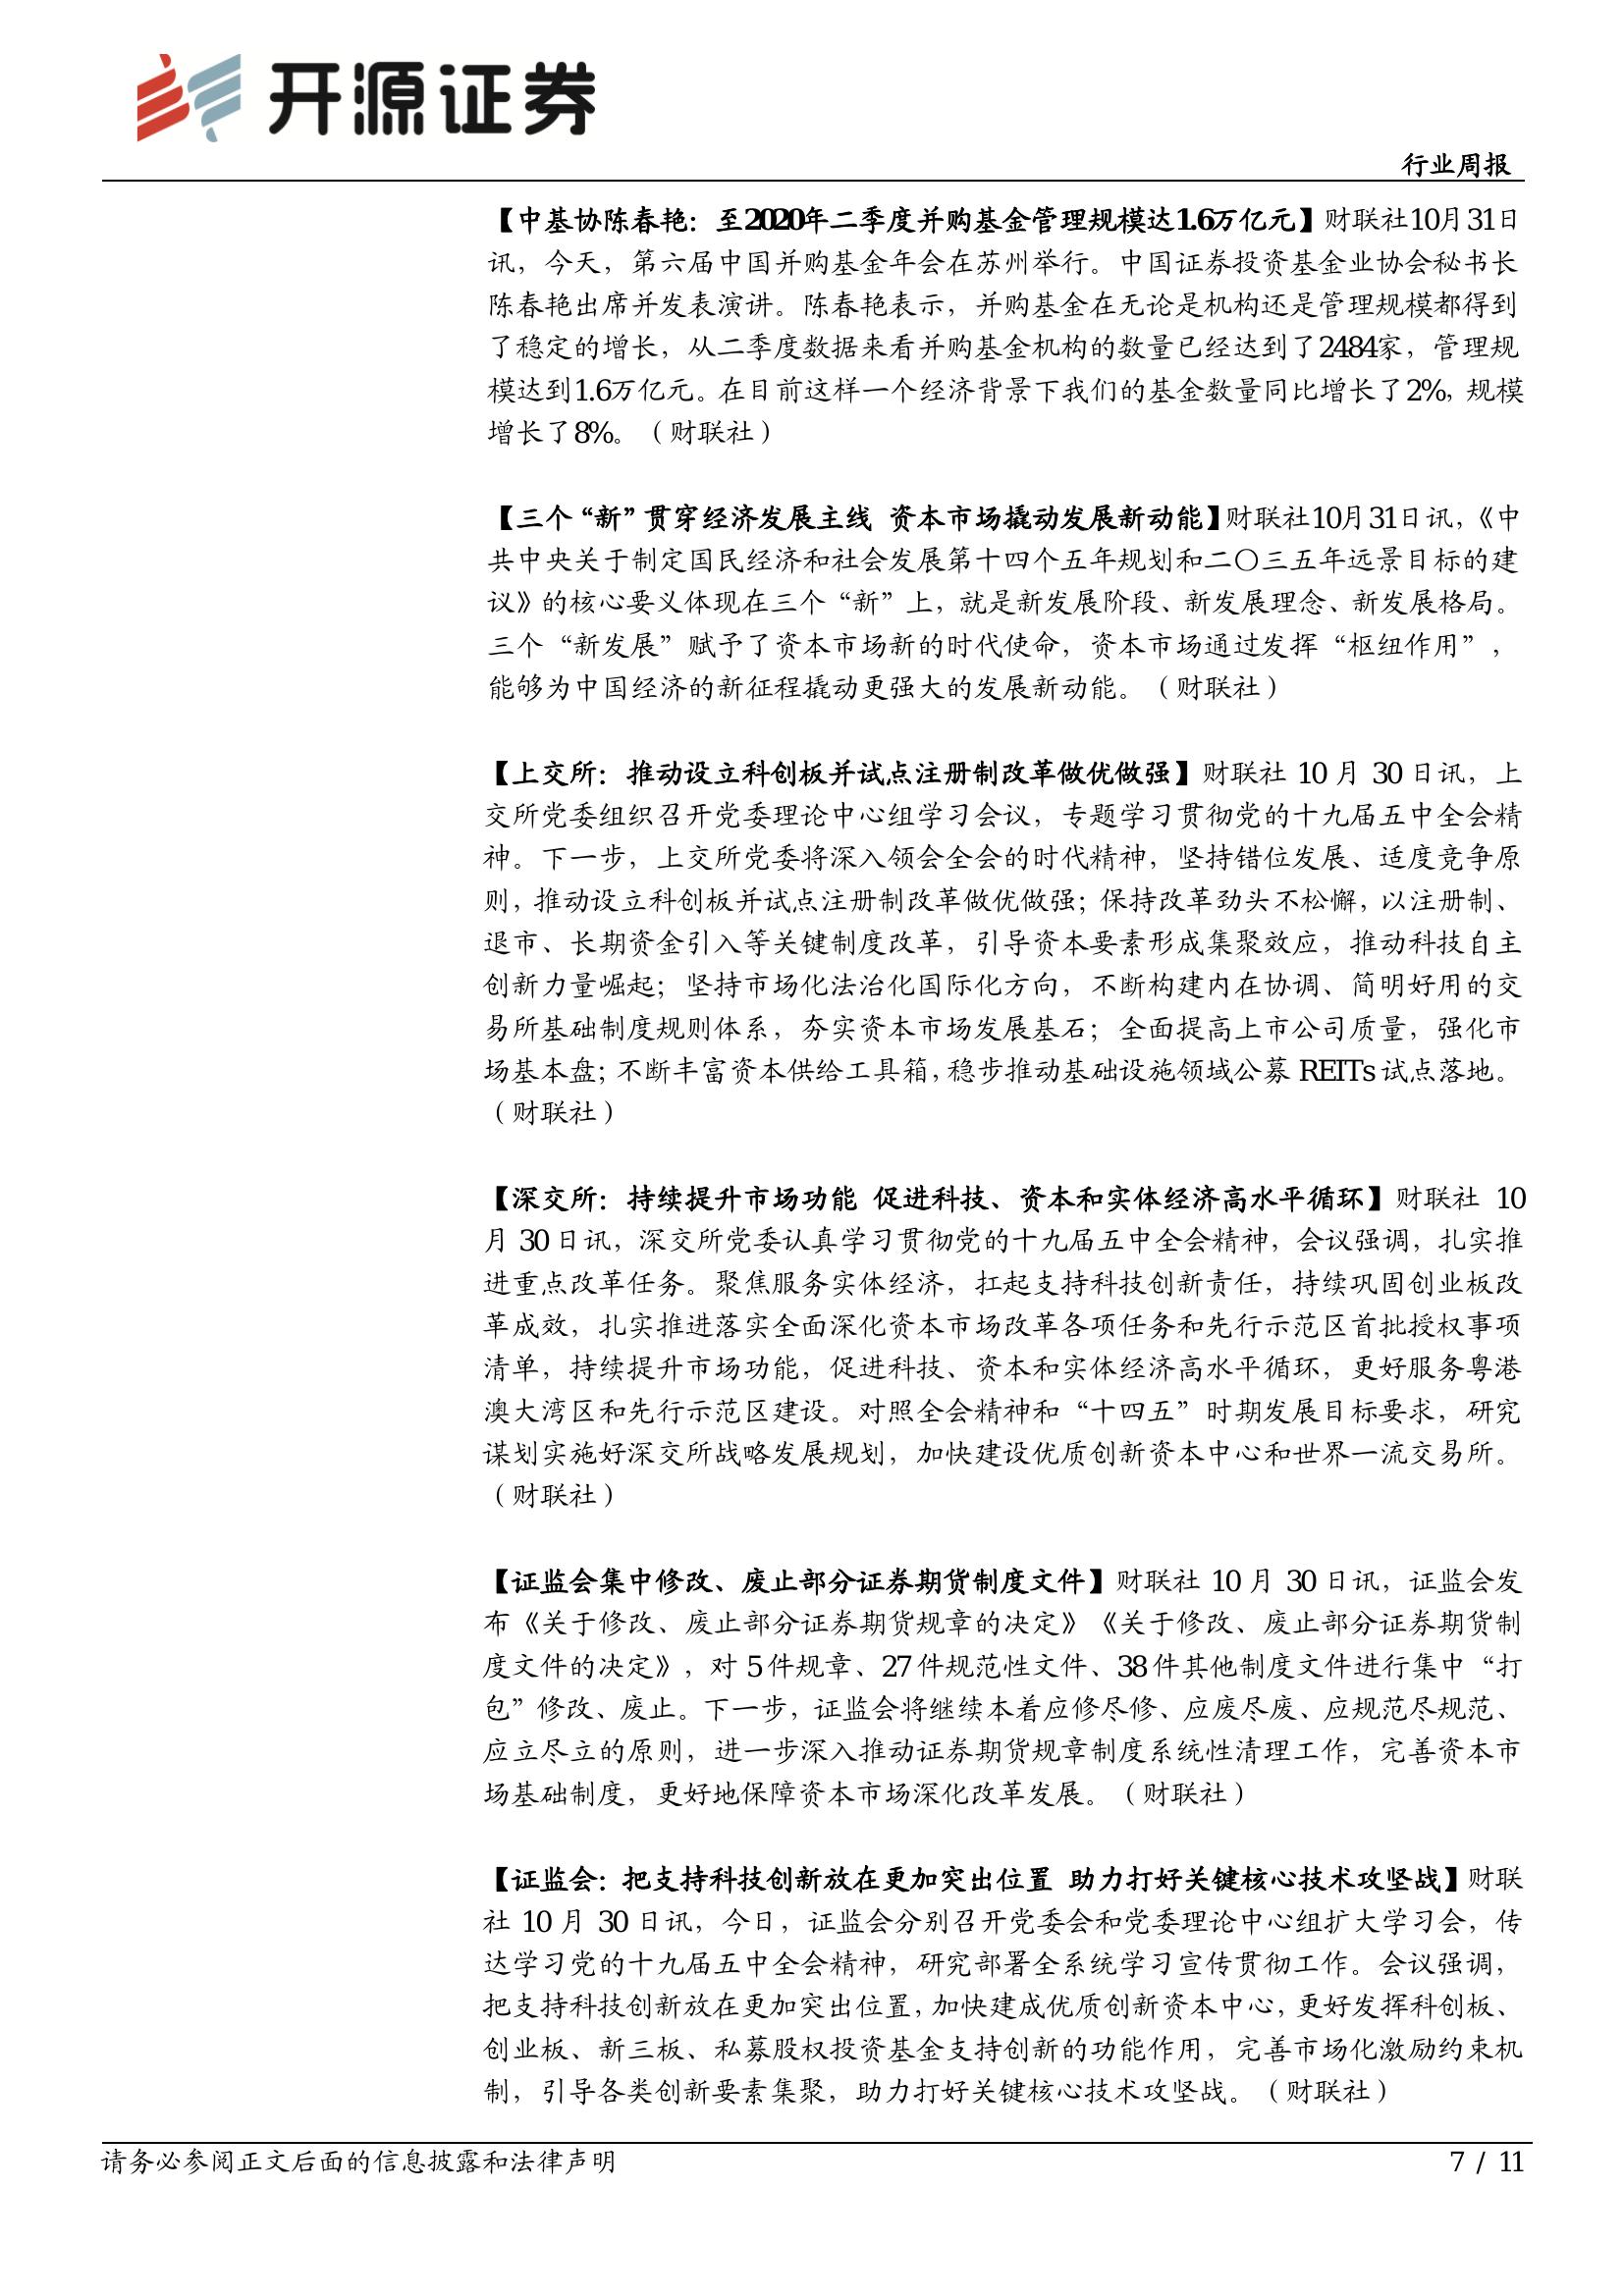 开源证券
行业周报
【中基协陈春艳：至2020年二季度并购基金管理规模达1.6万亿元】财联社10月31日
讯，今天，第六届中国并购基金年会在苏州举行。中国证券投资基金业协会秘书长
陈春艳出席并发表演讲。陈春艳表示，并购基金在无论是机构还是管理规模都得到
了稳定的增长，从二季度数据来看并购基金机构的数量已经达到了2484家，管理规
模达到1.6万亿元。在目前这样一个经济背景下我们的基金数量同比增长了2%，规模
增长了8%。（财联社）
【三个“新”贯穿经济发展主线 资本市场撬动发展新动能】财联社10月31日讯，《中
共中央关于制定国民经济和社会发展第十四个五年规划和二〇三五年远景目标的建
议》的核心要义体现在三个“新”上，就是新发展阶段、新发展理念、新发展格局。
三个“新发展”赋予了资本市场新的时代使命，资本市场通过发挥“枢纽作用”，
能够为中国经济的新征程撬动更强大的发展新动能。（财联社）
【上交所：推动设立科创板并试点注册制改革做优做强】财联社 10 月 30 日讯，上
交所党委组织召开党委理论中心组学习会议，专题学习贯彻党的十九届五中全会精
神。下一步，上交所党委将深入领会全会的时代精神，坚持错位发展、适度竞争原
则，推动设立科创板并试点注册制改革做优做强；保持改革劲头不松懈，以注册制、
退市、长期资金引入等关键制度改革，引导资本要素形成集聚效应，推动科技自主
创新力量崛起；坚持市场化法治化国际化方向，不断构建内在协调、简明好用的交
易所基础制度规则体系，夯实资本市场发展基石；全面提高上市公司质量，强化市
场基本盘；不断丰富资本供给工具箱，稳步推动基础设施领域公募 REITs 试点落地。
（财联社）
【深交所：持续提升市场功能 促进科技、资本和实体经济高水平循环】财联社 10
月 30 日讯，深交所党委认真学习贯彻党的十九届五中全会精神，会议强调，扎实推
进重点改革任务。聚焦服务实体经济，扛起支持科技创新责任，持续巩固创业板改
革成效，扎实推进落实全面深化资本市场改革各项任务和先行示范区首批授权事项
清单，持续提升市场功能，促进科技、资本和实体经济高水平循环，更好服务粤港
澳大湾区和先行示范区建设。对照全会精神和“十四五”时期发展目标要求，研究
谋划实施好深交所战略发展规划，加快建设优质创新资本中心和世界一流交易所。
（财联社）
【证监会集中修改、废止部分证券期货制度文件】财联社 10 月 30 日讯，证监会发
布《关于修改、废止部分证券期货规章的决定》《关于修改、废止部分证券期货制
度文件的决定》，对 5 件规章、27 件规范性文件、38 件其他制度文件进行集中“打
包”修改、废止。下一步，证监会将继续本着应修尽修、应废尽废、应规范尽规范、
应立尽立的原则，进一步深入推动证券期货规章制度系统性清理工作，完善资本市
场基础制度，更好地保障资本市场深化改革发展。（财联社）
【证监会：把支持科技创新放在更加突出位置 助力打好关键核心技术攻坚战】财联
社 10 月 30 日讯，今日，证监会分别召开党委会和党委理论中心组扩大学习会，传
达学习党的十九届五中全会精神，研究部署全系统学习宣传贯彻工作。会议强调，
把支持科技创新放在更加突出位置，加快建成优质创新资本中心，更好发挥科创板、
创业板、新三板、私募股权投资基金支持创新的功能作用，完善市场化激励约束机
制，引导各类创新要素集聚，助力打好关键核心技术攻坚战。（财联社）
请务必参阅正文后面的信息披露和法律声明
7 / 11